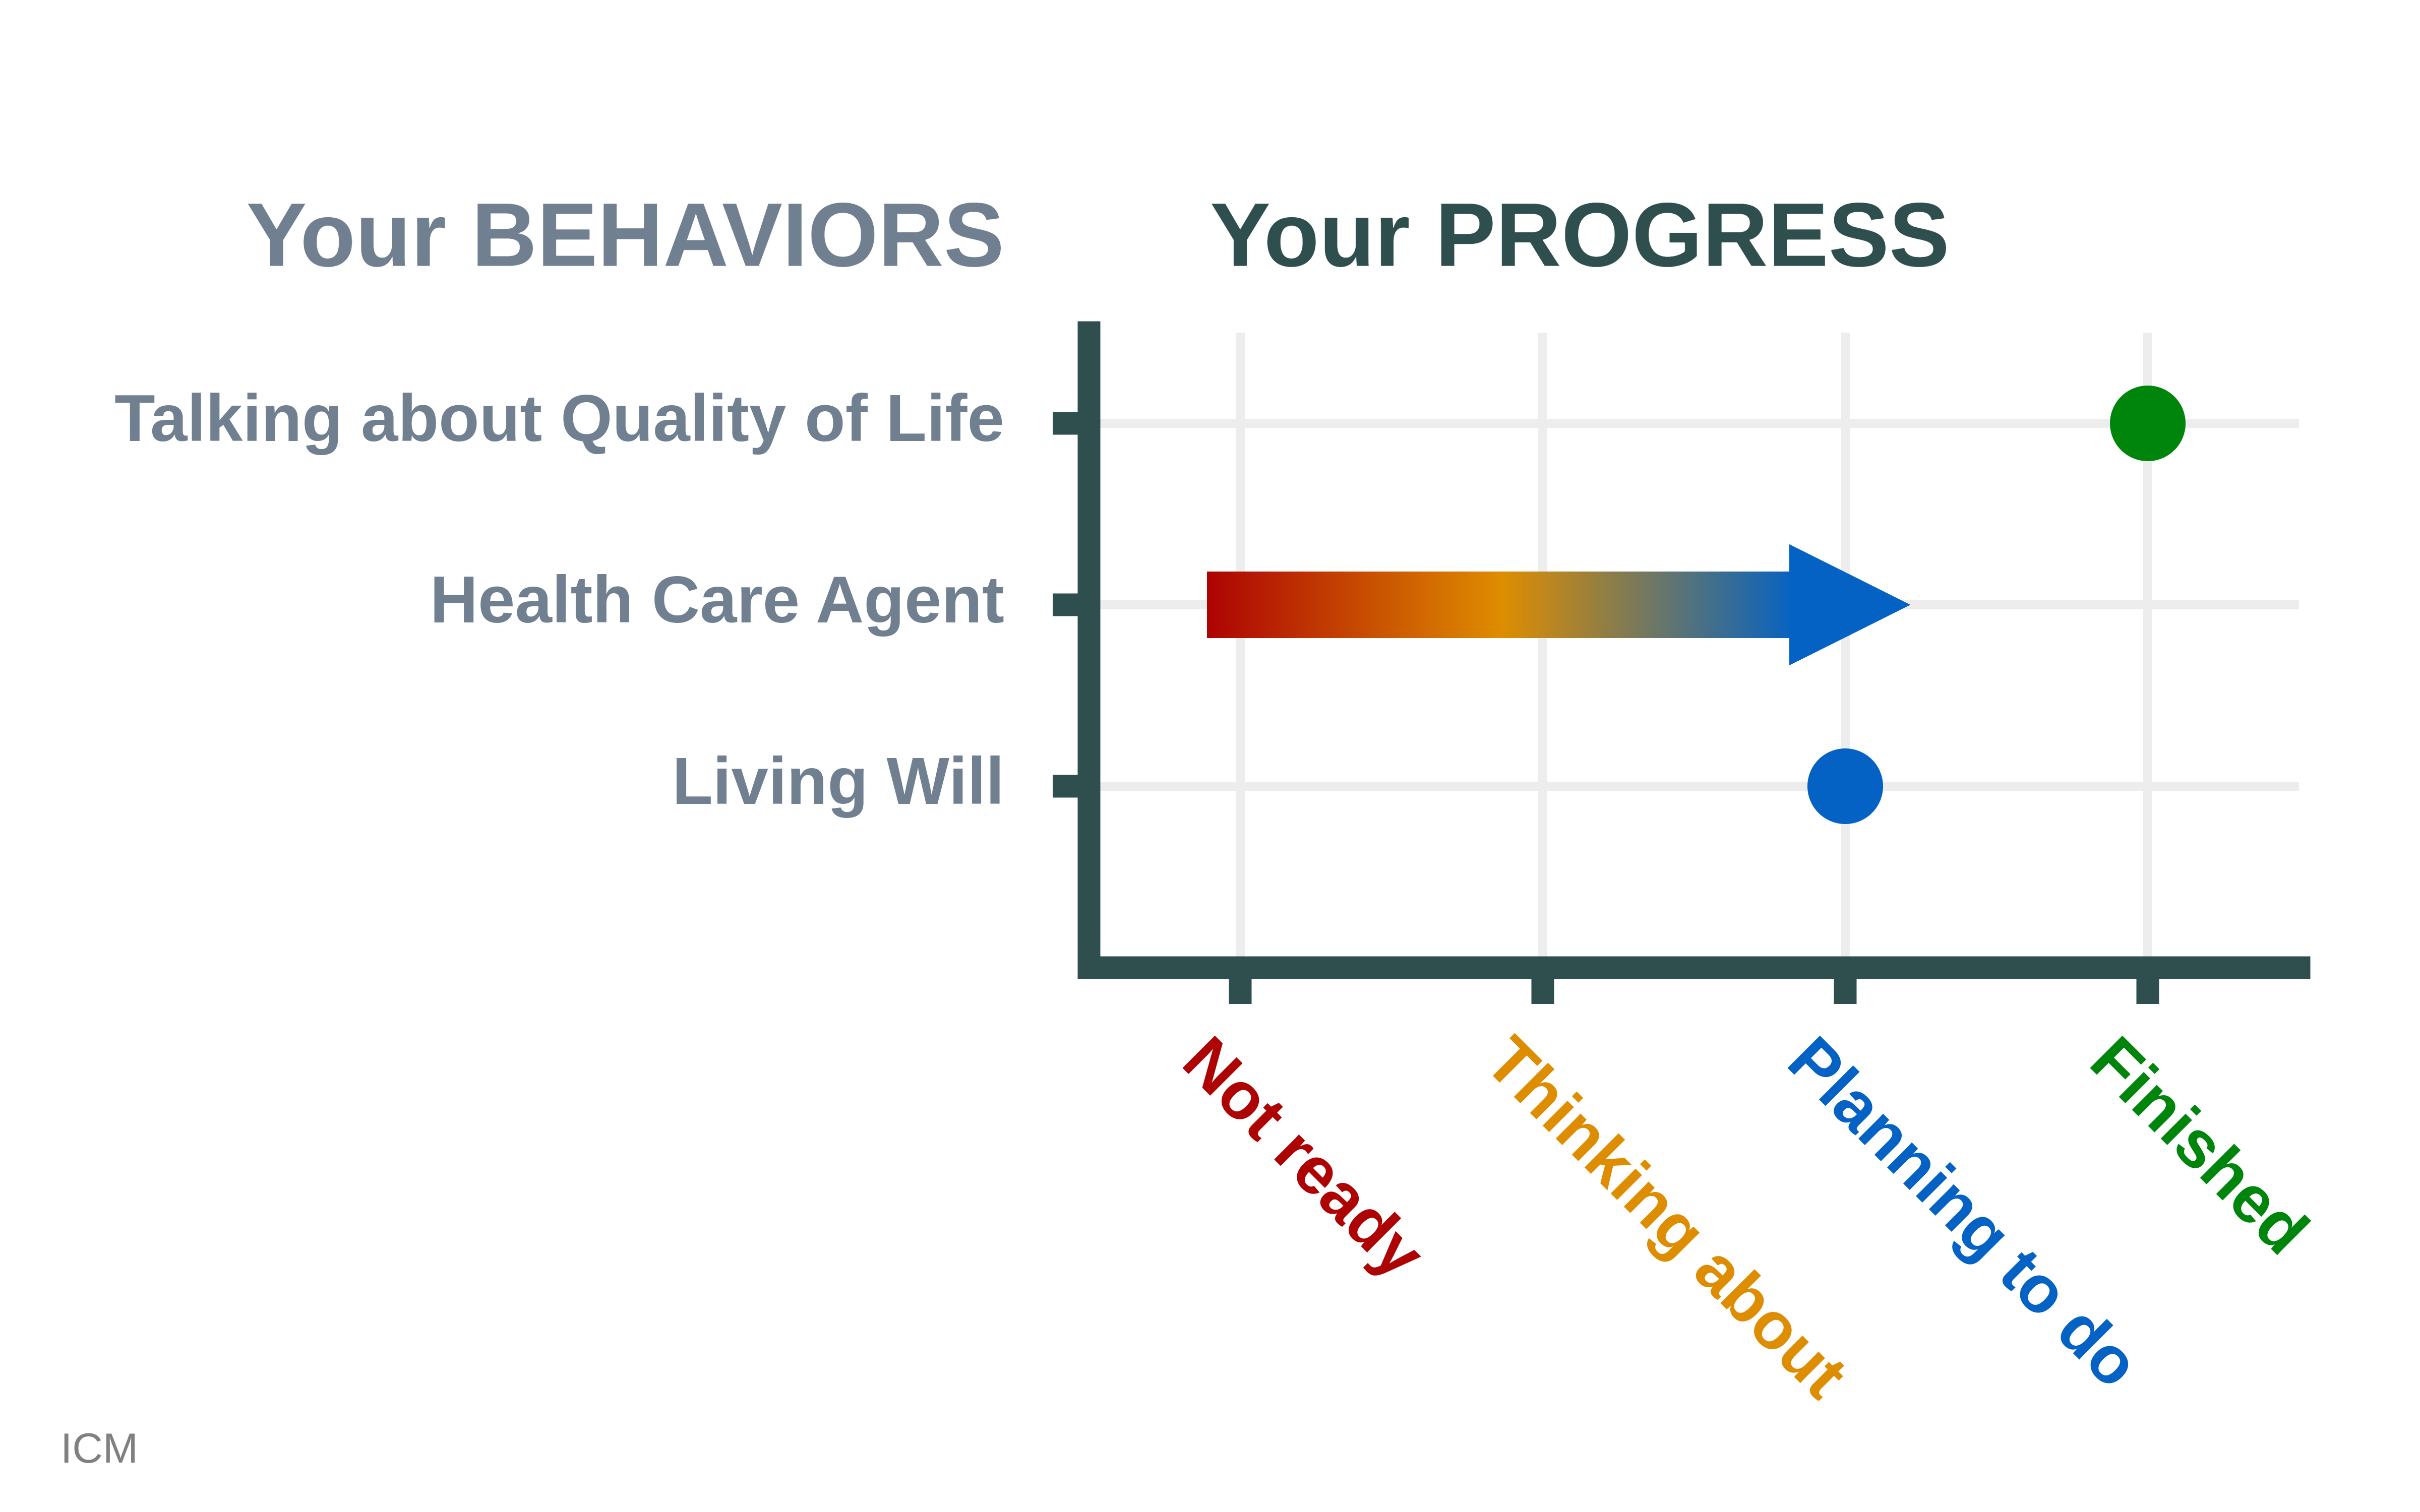 Your BEHAVIORS
Your PROGRESS
Talking about Quality of Life
Health Care Agent
Living Will
Not ready
Thinking about
Planning to do
Finished
ICM